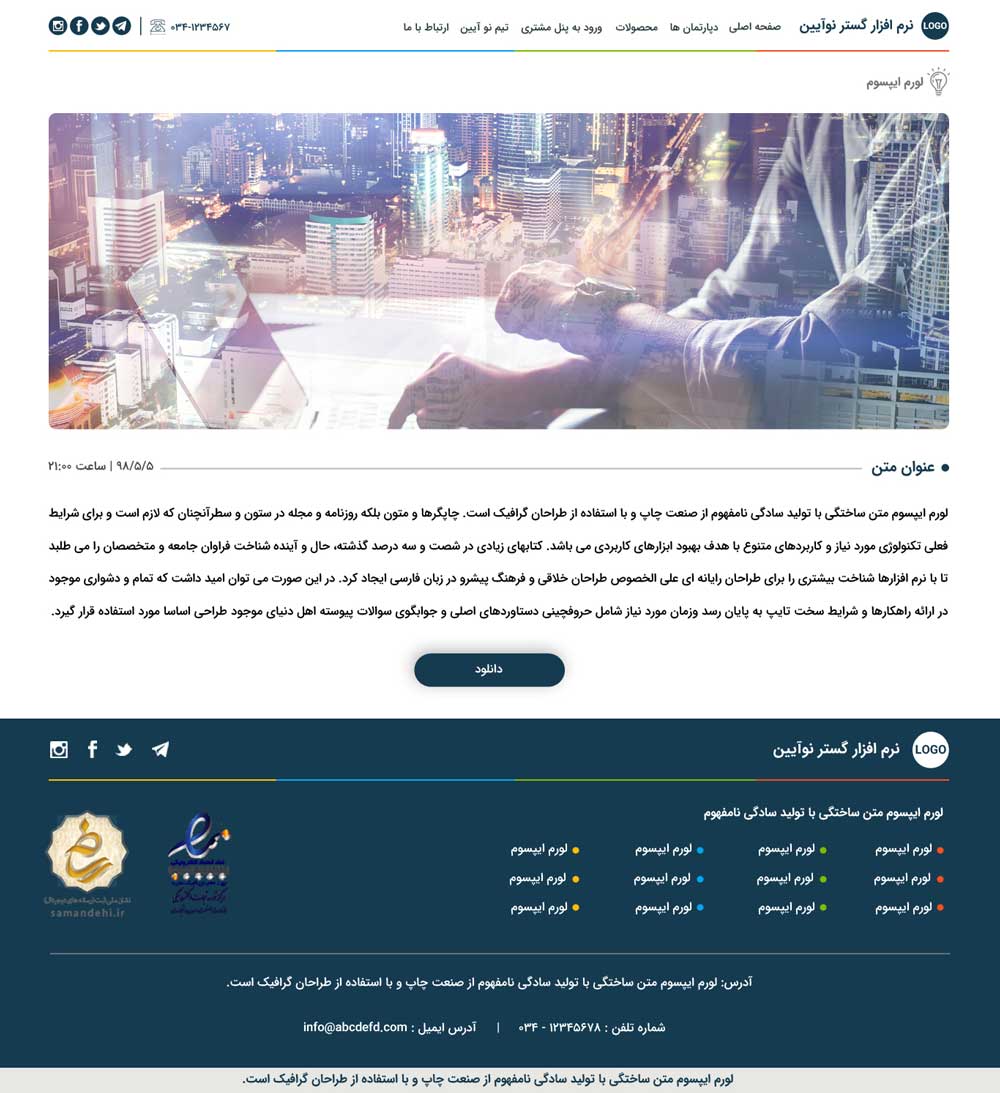 LOGO
نرم افزار گستر نوآیین
صفحه اصلی دپارتمان ها محصولات ورود به پنل مشتری تیم نو آیین ارتباط با ما
۰۳۴-۱۲۳۴۵۶۷
لورم ایپسوم
عنوان متن
۹۸/۵/۵ | ساعت ۲۱:۰۰
لورم ایپسوم متن ساختگی با تولید سادگی نامفهوم از صنعت چاپ و با استفاده از طراحان گرافیک است. چاپگرها و متون بلکه روزنامه و مجله در ستون و سطرآنچنان که لازم است و برای شرایط
فعلی تکنولوژی مورد نیاز و کاربردهای متنوع با هدف بهبود ابزارهای کاربردی می باشد. کتابهای زیادی در شصت و سه درصد گذشته، حال و آینده شناخت فراوان جامعه و متخصصان را می طلبد
تا با نرم افزارها شناخت بیشتری را برای طراحان رایانه ای علی الخصوص طراحان خلاقی و فرهنگ پیشرو در زبان فارسی ایجاد کرد. در این صورت می توان امید داشت که تمام و دشواری موجود
در ارائه راهکارها و شرایط سخت تایپ به پایان رسد وزمان مورد نیاز شامل حروفچینی دستاوردهای اصلی و جوابگوی سوالات پیوسته اهل دنیای موجود طراحی اساسا مورد استفاده قرار گیرد.
دانلود
LOGO
نرم افزار گستر نوآیین
لورم ایپسوم متن ساختگی با تولید سادگی نامفهوم
لورم ایپسوم لورم ایپسوم لورم ایپسوم لورم ایپسوم
لورم ایپسوم لورم ایپسوم لورم ایپسوم لورم ایپسوم
لورم ایپسوم لورم ایپسوم لورم ایپسوم لورم ایپسوم
samandehi.ir
آدرس: لورم ایپسوم متن ساختگی با تولید سادگی نامفهوم از صنعت چاپ و با استفاده از طراحان گرافیک است.
شماره تلفن : ۱۲۳۴۵۶۷۸ - ۰۳۴ | آدرس ایمیل : info@abcdefd.com
لورم ایپسوم متن ساختگی با تولید سادگی نامفهوم از صنعت چاپ و با استفاده از طراحان گرافیک است.